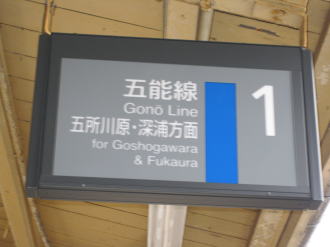 五能線
Gonō Line
五所川原・深浦方面
for Goshogawara
& Fukaura
1